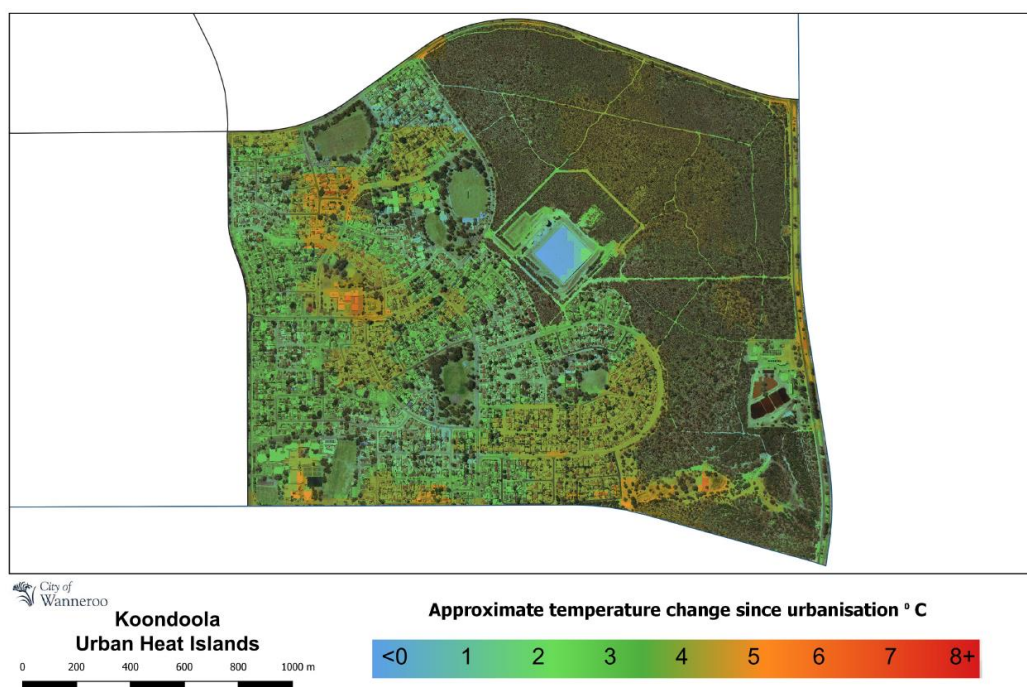 City of
Wanneroo
Koondoola
Urban Heat Islands
0 200 400 600 800 1000 m
Approximate temperature change since urbanisation ° C
<0 1 2 3 4 5 6 7 8+